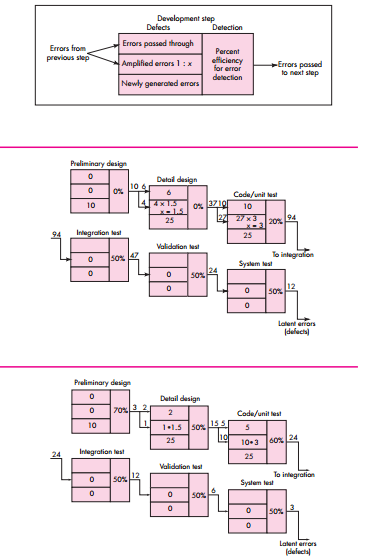 Development step
Defects
Detection
Errors from
previous step
Errors passed through
Amplified errors 1 : x
Newly generated errors
Percent
efficiency
for error
detection
Errors passed
to next step
Preliminary design
0
0
10
0%
10
6
4
Detail design
6
4 x 1.5
x = 1.5
25
0%
37
10
27
Code/unit test
10
27 x 3
x = 3
25
20%
94
To integration
94
Integration test
0
0
50%
47
Validation test
0
0
50%
24
System test
0
0
50%
12
Latent errors
(defects)
Preliminary design
0
0
10
70%
3
2
1
Detail design
2
1•1.5
25
50%
15
5
10
Code/unit test
5
10•3
25
60%
24
To integration
24
Integration test
0
0
50%
12
Validation test
0
0
50%
6
System test
0
0
50%
3
Latent errors
(defects)